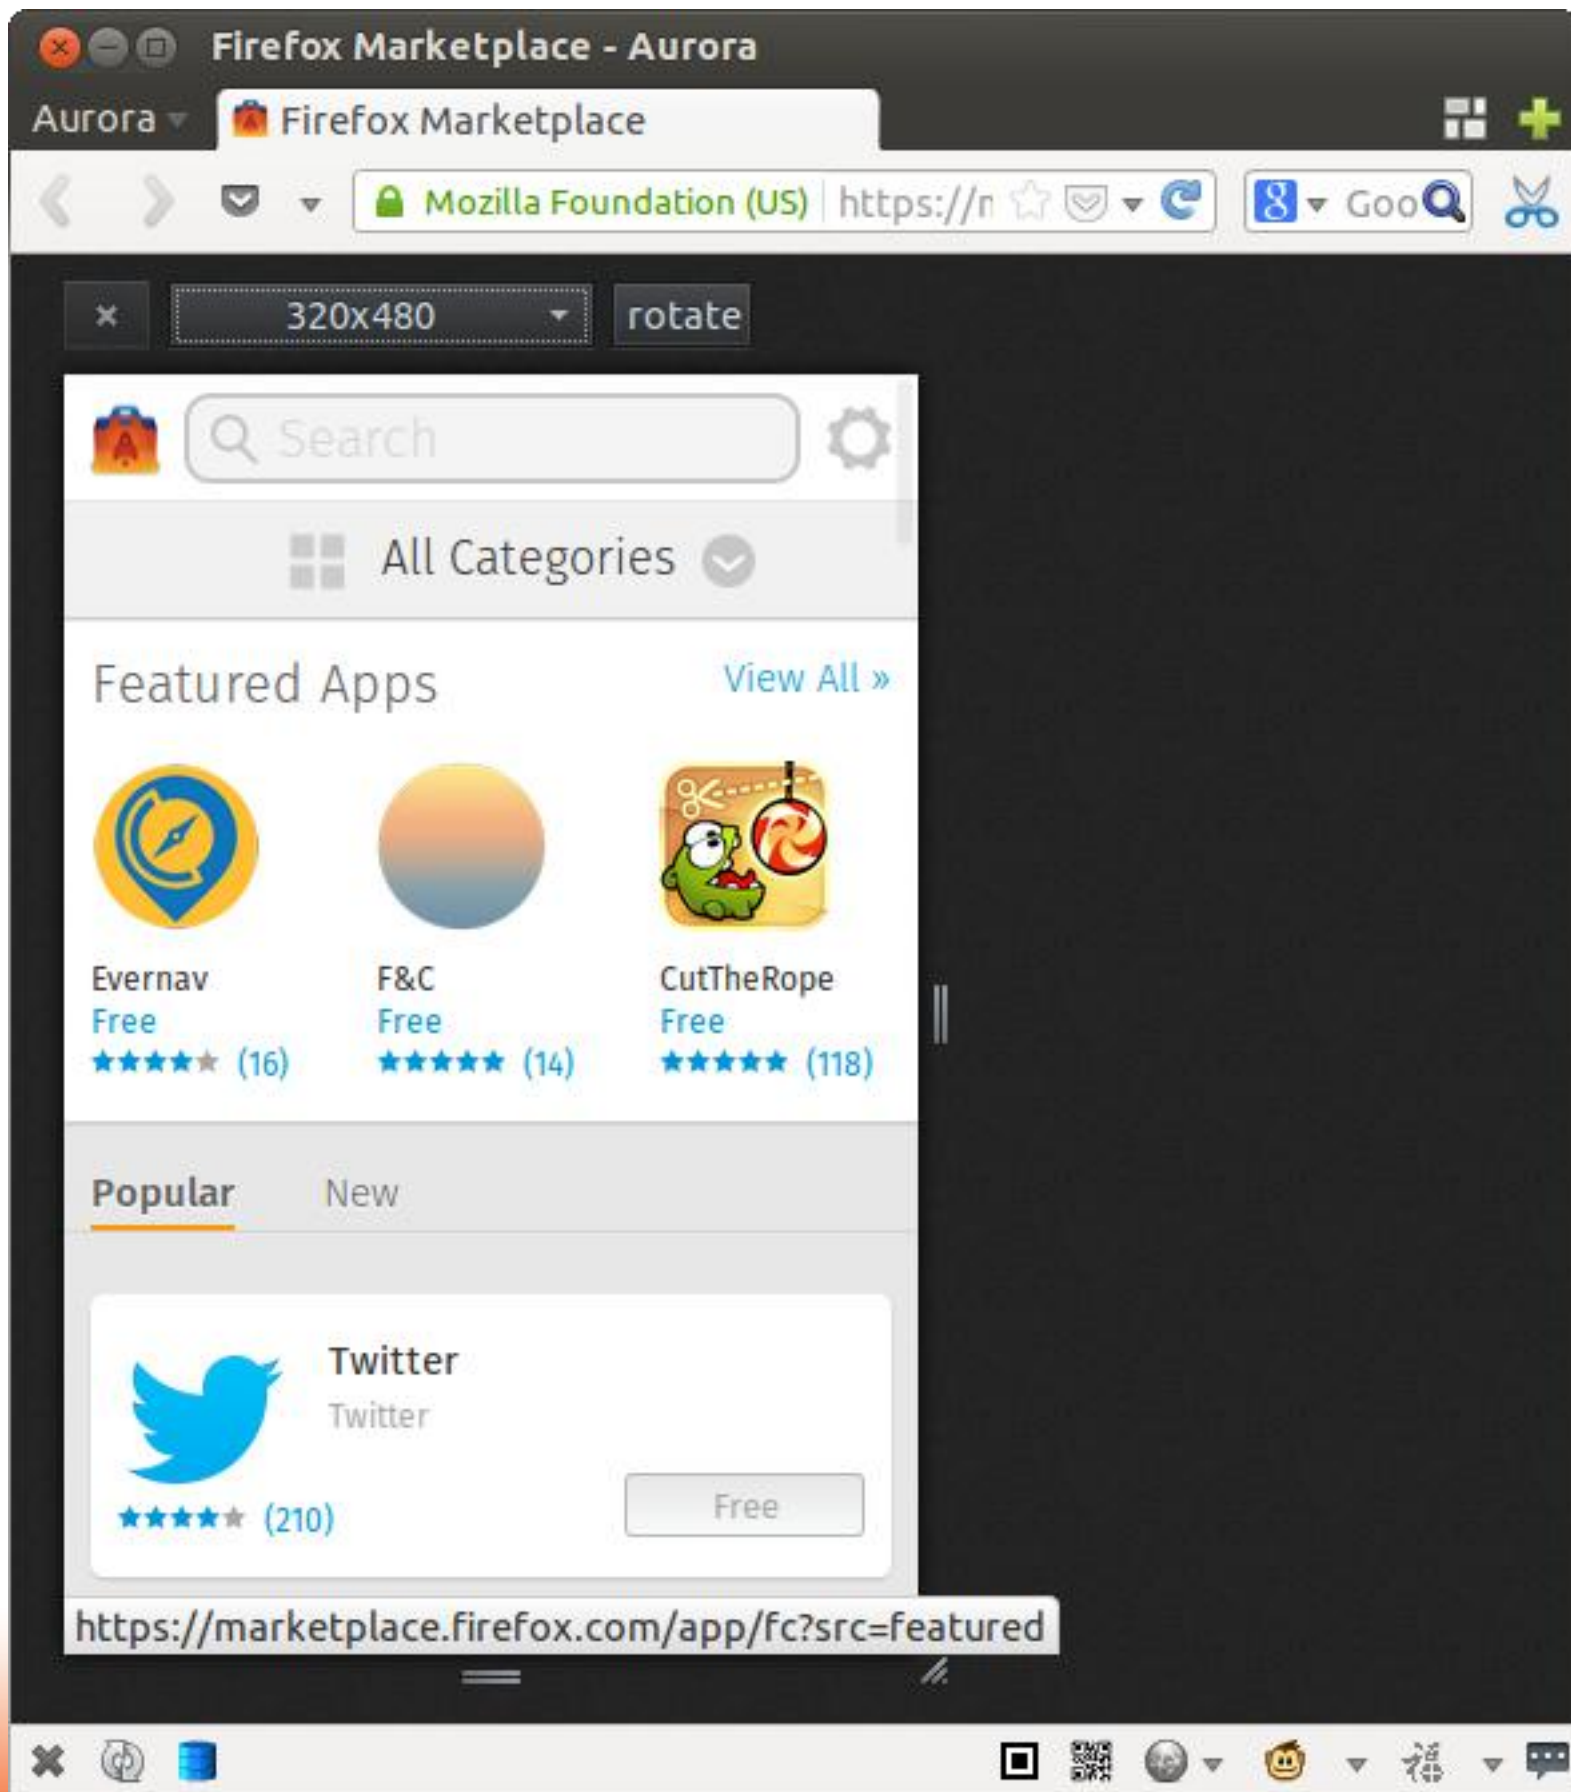 Firefox Marketplace - Aurora
Aurora
Firefox Marketplace
Mozilla Foundation (US) https://m
8 Goo
× 320x480 rotate
Search
All Categories
Featured Apps View All »
Evernav F&C CutTheRope
Free Free Free
(16) (14) (118)
Popular New
Twitter
Twitter
Free
(210)
https://marketplace.firefox.com/app/fc?src=featured
福